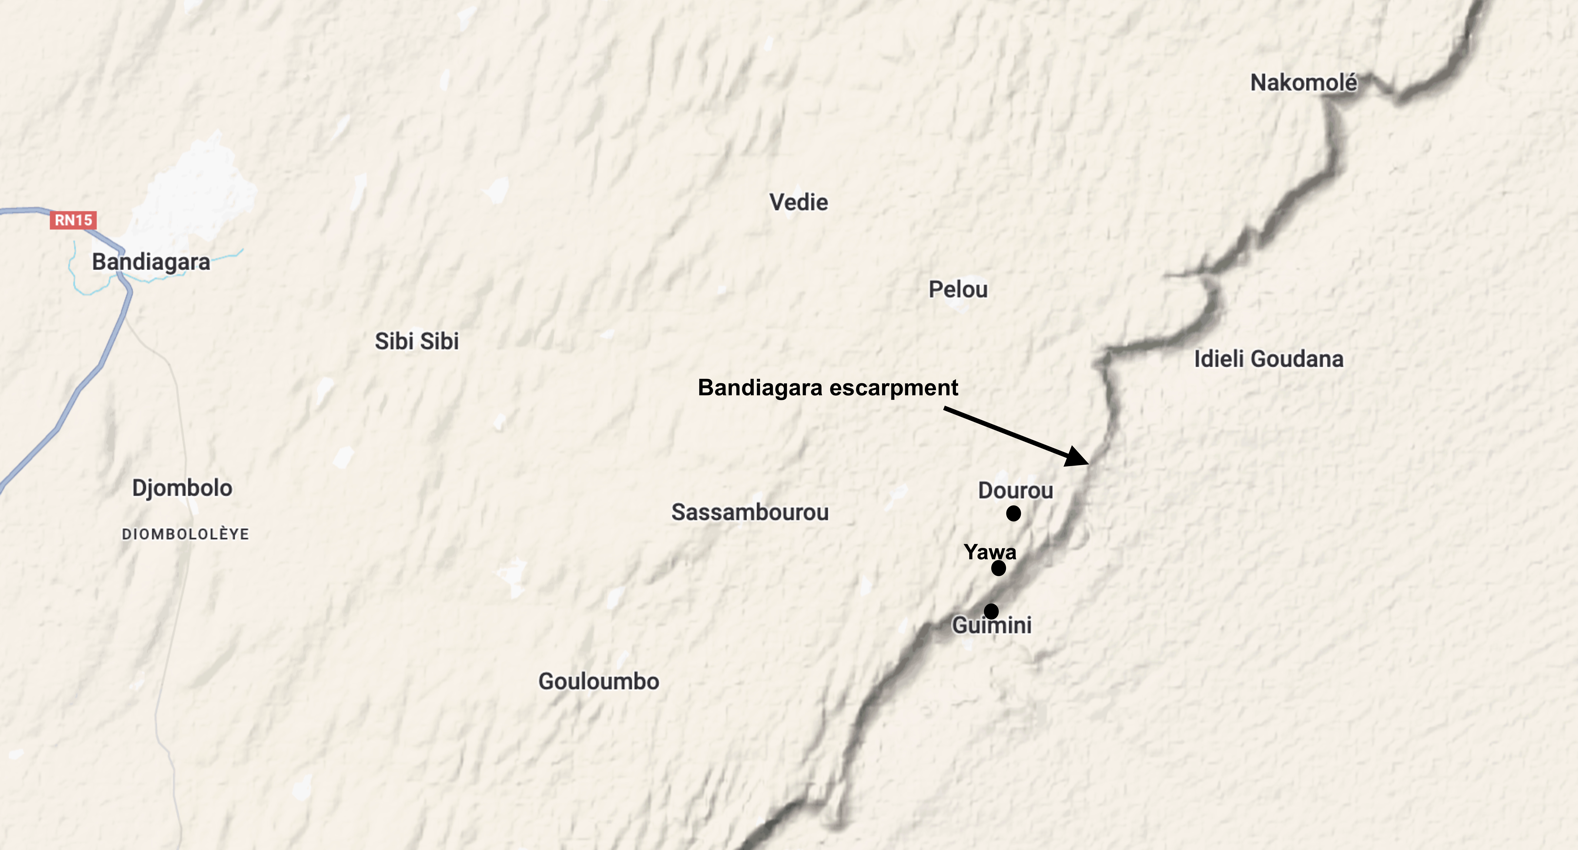 Nakomolé
Vedie
RN15
Bandiagara
Pelou
Sibi Sibi
Idieli Goudana
Bandiagara escarpment
Djombolo
Dourou
Sassambourou
DIOMBOLOLÈYE
Yawa
Guimini
Gouloumbo